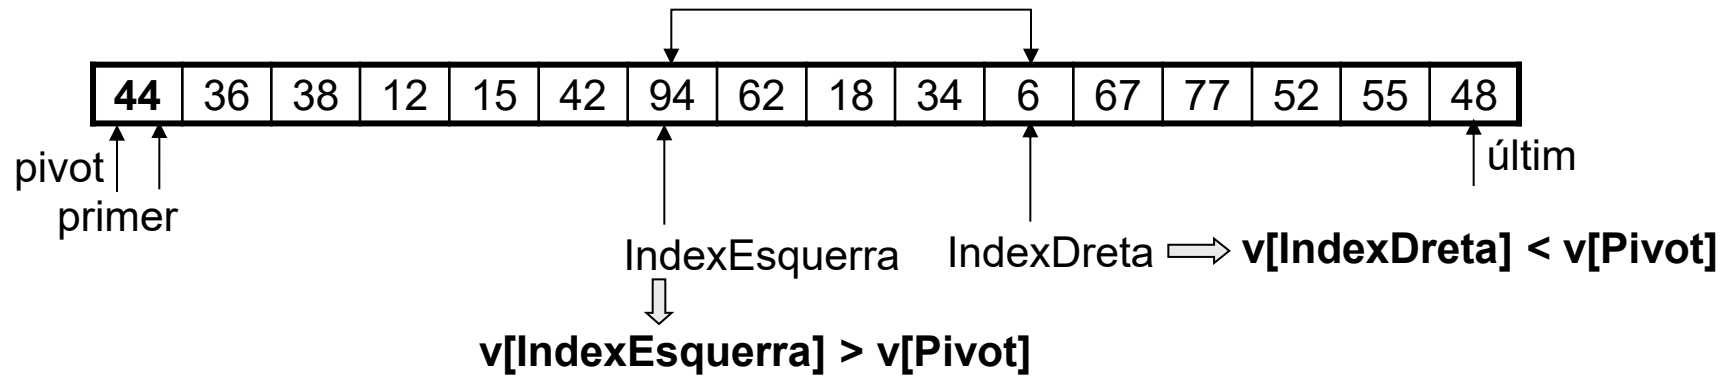 44 36 38 12 15 42 94 62 18 34 6 67 77 52 55 48
pivot
primer
últim
IndexEsquerra
IndexDreta
v[IndexDreta] < v[Pivot]
v[IndexEsquerra] > v[Pivot]